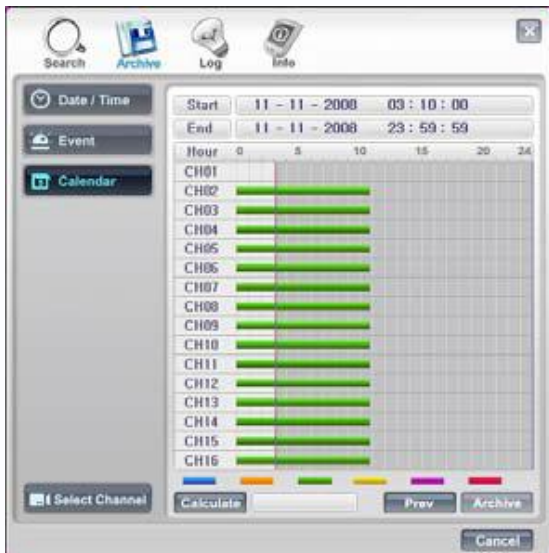 Search Archive Log Info
Date / Time
Event
Calendar
Start 11 - 11 - 2008 03 : 10 : 00
End 11 - 11 - 2008 23 : 59 : 59
Hour 0 5 10 15 20 24
CH01
CH02
CH03
CH04
CH05
CH06
CH07
CH08
CH09
CH10
CH11
CH12
CH13
CH14
CH15
CH16
Select Channel
Calculate Prev Archive
Cancel